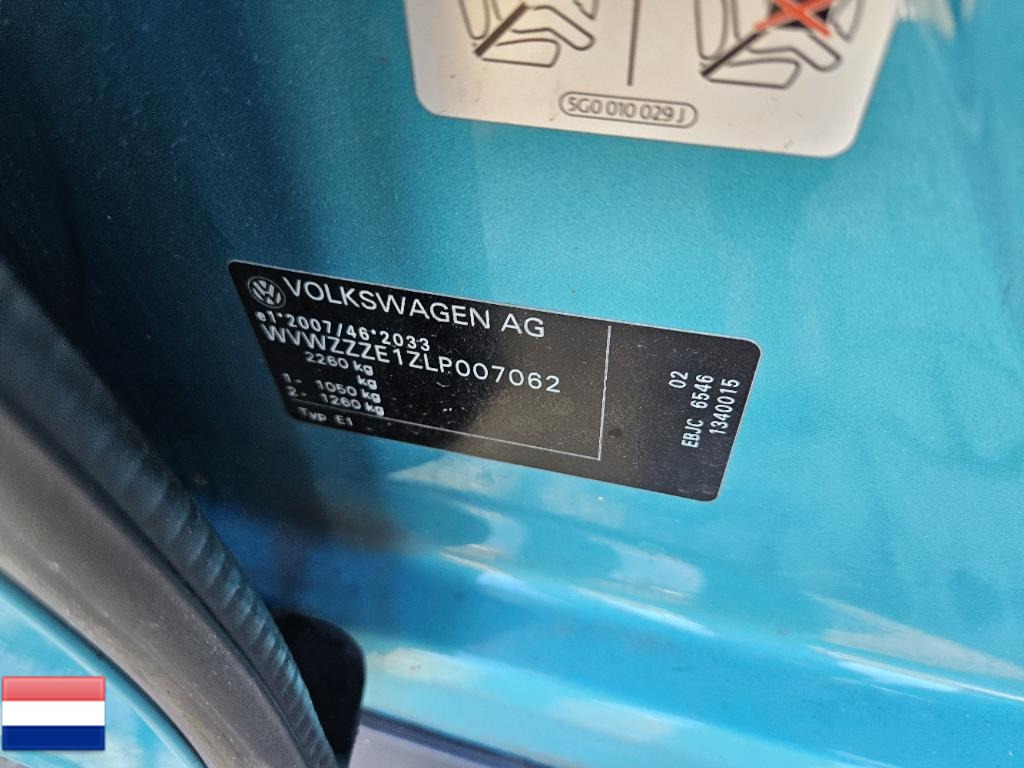 5G0 010 029 J
VOLKSWAGEN AG
e1*2007/46*2033
WVWZZZE1ZLP007062
2260 kg
kg
1- 1050 kg
2- 1260 kg
Typ E1
02
EBJC 6546
1340015